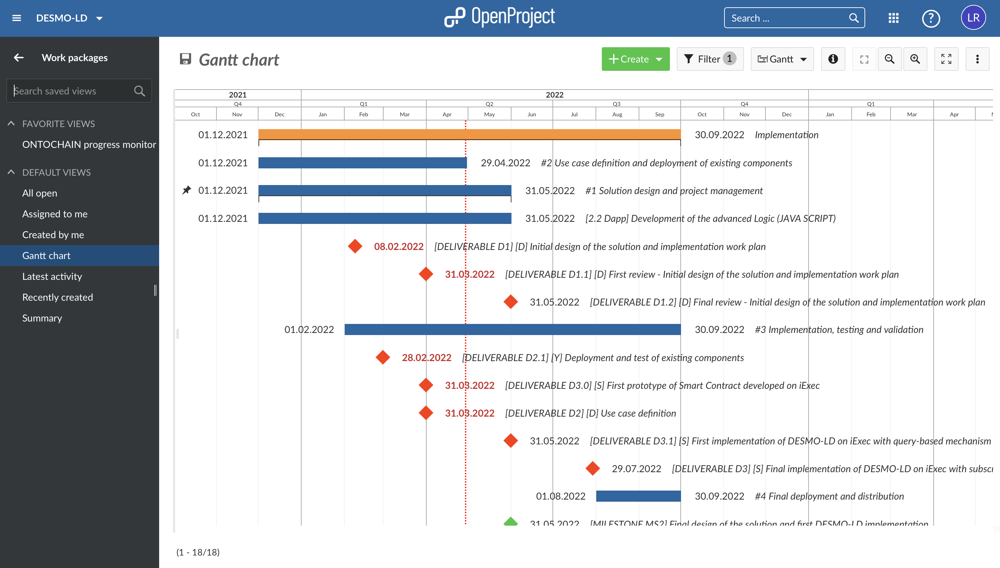 DESMO-LD
OpenProject
Search ...
?
LR
Work packages
Search saved views
FAVORITE VIEWS
ONTOCHAIN progress monitor
DEFAULT VIEWS
All open
Assigned to me
Created by me
Gantt chart
Latest activity
Recently created
Summary
Gantt chart
Create
Filter 1
Gantt
2021 2022
Q4 Q1 Q2 Q3 Q4 Q1
Oct Nov Dec Jan Feb Mar Apr May Jun Jul Aug Sep Oct Nov Dec Jan Feb Mar Apr
01.12.2021 30.09.2022 Implementation
01.12.2021 29.04.2022 #2 Use case definition and deployment of existing components
01.12.2021 31.05.2022 #1 Solution design and project management
01.12.2021 31.05.2022 [2.2 Dapp] Development of the advanced Logic (JAVA SCRIPT)
08.02.2022 [DELIVERABLE D1] [D] Initial design of the solution and implementation work plan
31.03.2022 [DELIVERABLE D1.1] [D] First review - Initial design of the solution and implementation work plan
31.05.2022 [DELIVERABLE D1.2] [D] Final review - Initial design of the solution and implementation work plan
01.02.2022 30.09.2022 #3 Implementation, testing and validation
28.02.2022 [DELIVERABLE D2.1] [Y] Deployment and test of existing components
31.03.2022 [DELIVERABLE D3.0] [S] First prototype of Smart Contract developed on iExec
31.03.2022 [DELIVERABLE D2] [D] Use case definition
31.05.2022 [DELIVERABLE D3.1] [S] First implementation of DESMO-LD on iExec with query-based mechanism
29.07.2022 [DELIVERABLE D3] [S] Final implementation of DESMO-LD on iExec with
01.08.2022 30.09.2022 #4 Final deployment and distribution
31.05.2022 [MILESTONE MS2] Final design of the solution and first DESMO-LD implementation
(1 - 18/18)